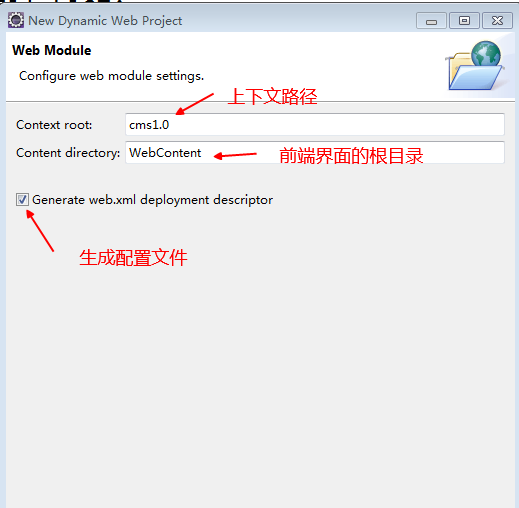 New Dynamic Web Project
Web Module
Configure web module settings.
上下文路径
Context root: cms1.0
Content directory: WebContent
前端界面的根目录
Generate web.xml deployment descriptor
生成配置文件